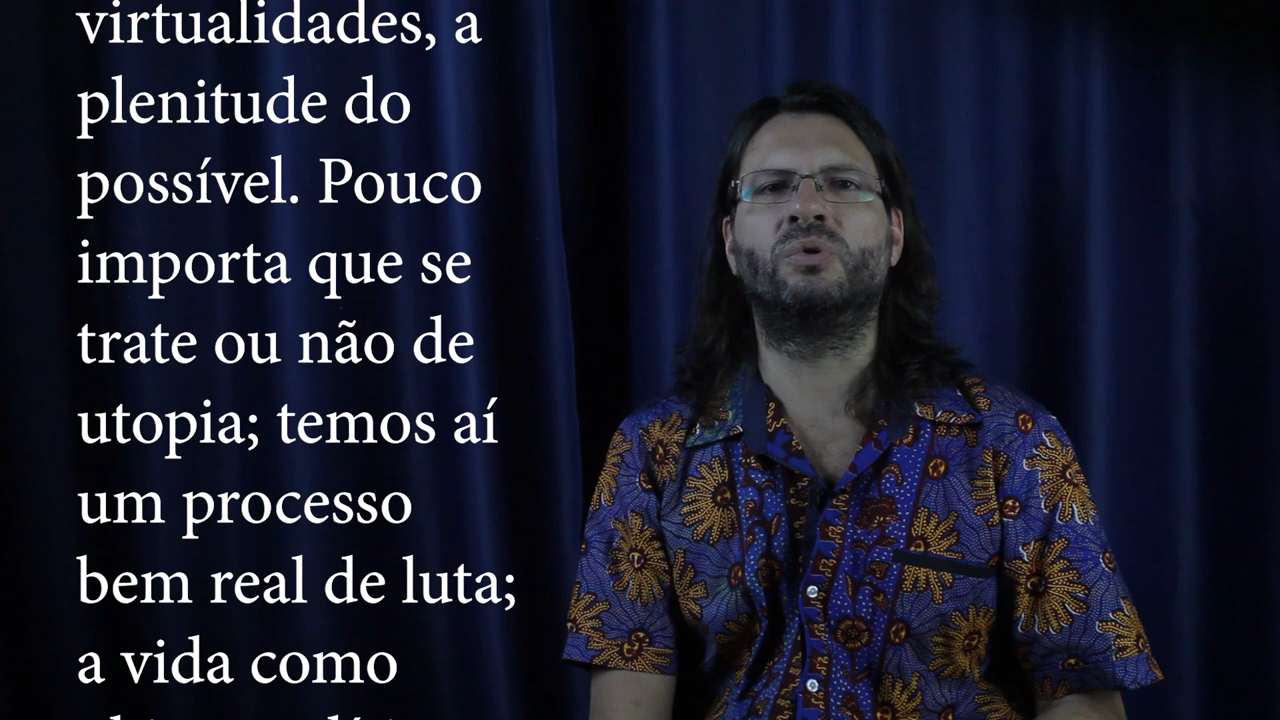 virtualidades, a
plenitude do
possível. Pouco
importa que se
trate ou não de
utopia; temos aí
um processo
bem real de luta;
a vida como